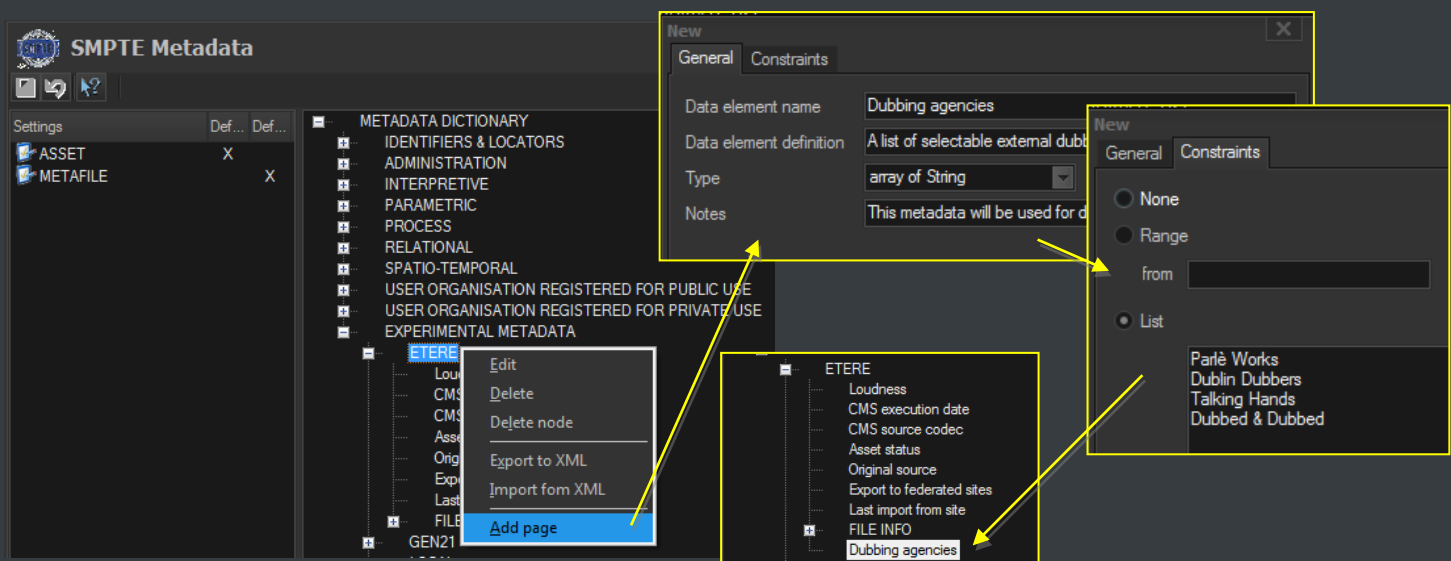 SMPTE Metadata
Settings Def... Def...
ASSET X
METAFILE X
METADATA DICTIONARY
IDENTIFIERS & LOCATORS
ADMINISTRATION
INTERPRETIVE
PARAMETRIC
PROCESS
RELATIONAL
SPATIO-TEMPORAL
USER ORGANISATION REGISTERED FOR PUBLIC USE
USER ORGANISATION REGISTERED FOR PRIVATE USE
EXPERIMENTAL METADATA
ETERE
CMS
CMS
FILE
GEN21
Edit
Delete
Delete node
Export to XML
Import fom XML
Add page
New
General Constraints
Data element name Dubbing agencies
Data element definition A list of selectable external dubb
Type array of String
Notes This metadata will be used for d
New
General Constraints
None
Range
from
List
Parlè Works
Dublin Dubbers
Talking Hands
Dubbed & Dubbed
ETERE
Loudness
CMS execution date
CMS source codec
Asset status
Original source
Export to federated sites
Last import from site
FILE INFO
Dubbing agencies